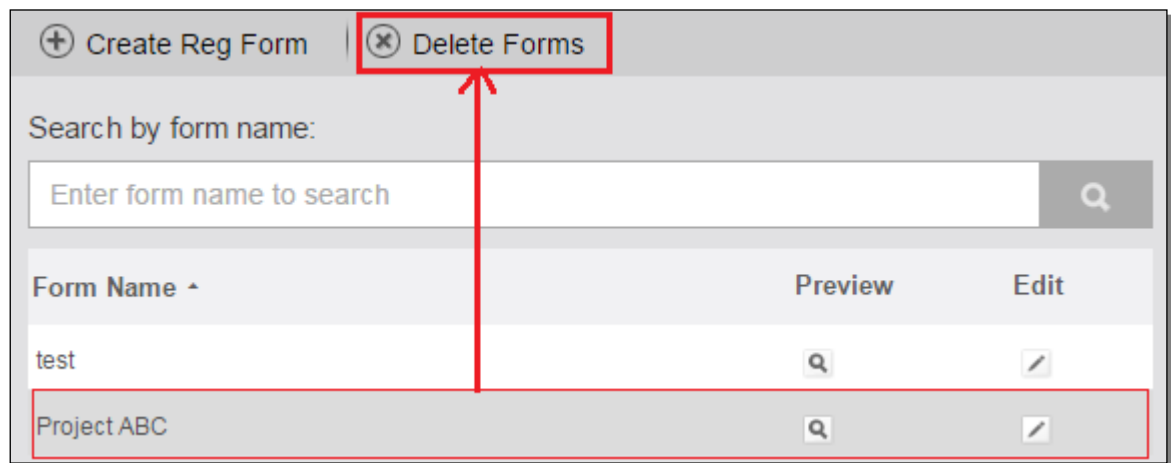 Create Reg Form Delete Forms
Search by form name:
Enter form name to search
Form Name Preview Edit
test
Project ABC